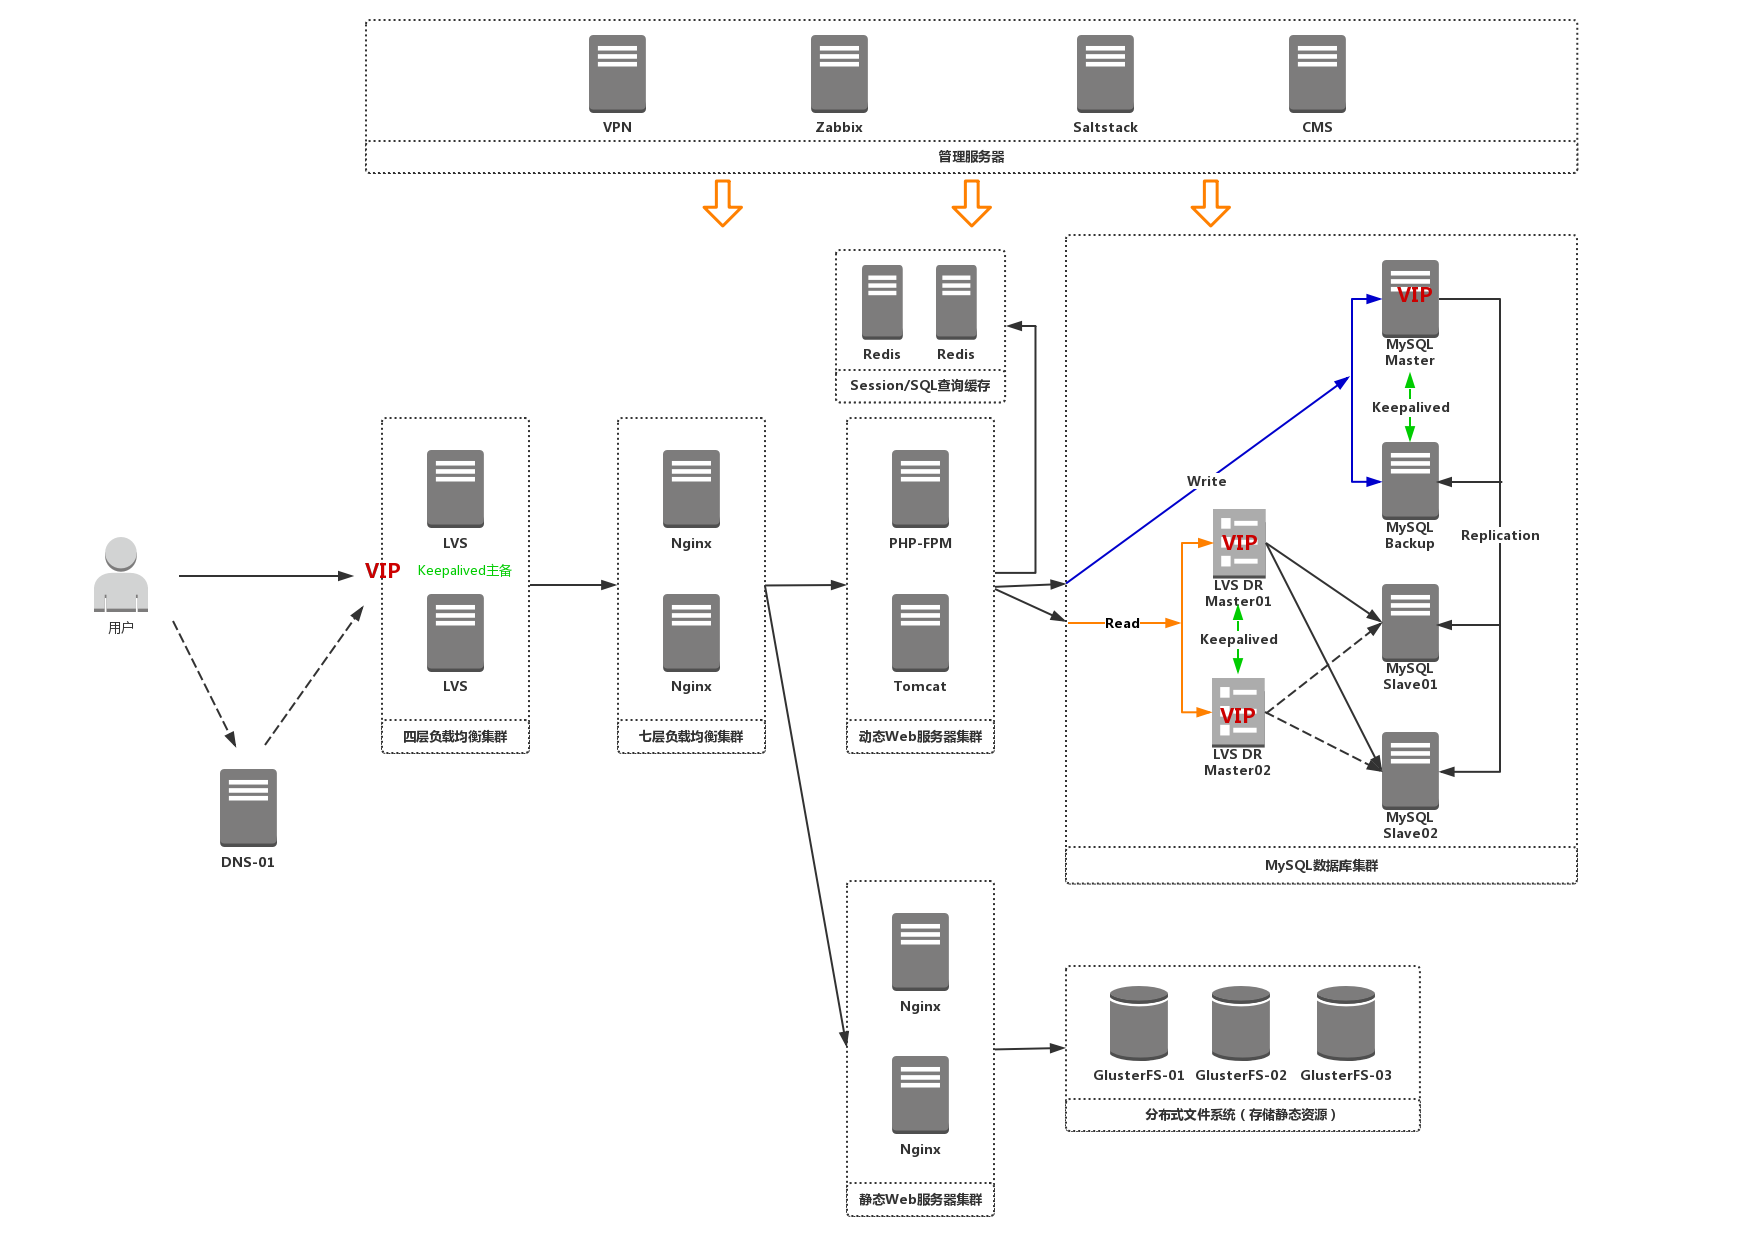 VPN
Zabbix
Saltstack
CMS
管理服务器
Redis
Redis
Session/SQL查询缓存
VIP
MySQL
Master
Keepalived
MySQL
Backup
Replication
Write
VIP
LVS DR
Master01
Read
Keepalived
VIP
LVS DR
Master02
MySQL
Slave01
MySQL
Slave02
MySQL数据库集群
用户
DNS-01
VIP
LVS
Keepalived主备
LVS
四层负载均衡集群
Nginx
Nginx
七层负载均衡集群
PHP-FPM
Tomcat
动态Web服务器集群
Nginx
Nginx
静态Web服务器集群
GlusterFS-01
GlusterFS-02
GlusterFS-03
分布式文件系统（存储静态资源）